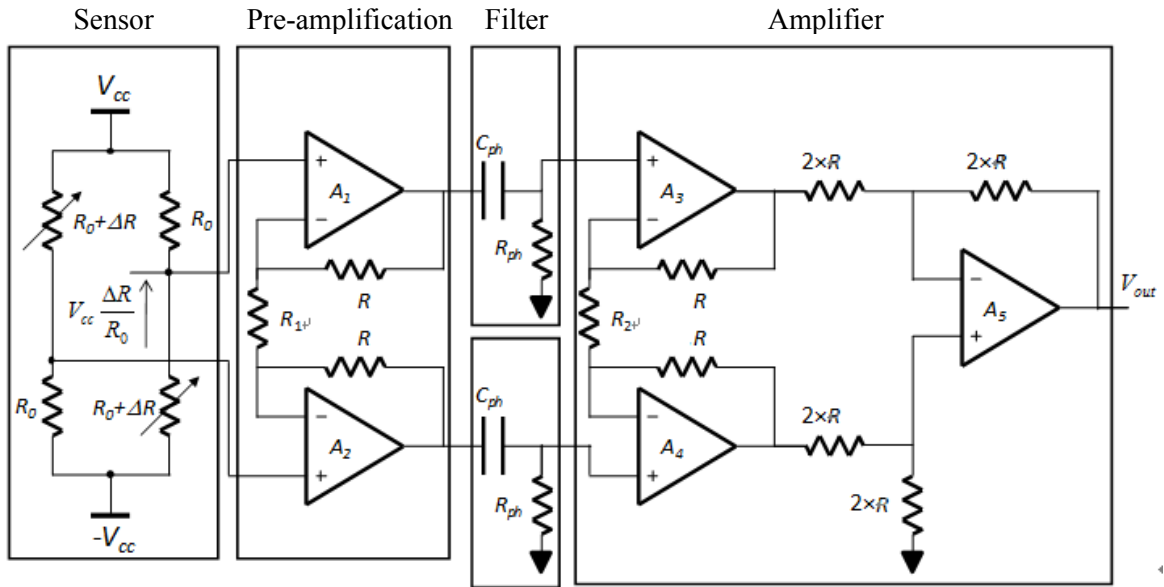 Sensor
Pre-amplification
Filter
Amplifier
Vcc
R0+ΔR
R0
Vcc ΔR/R0
R0
R0+ΔR
-Vcc
A1
R
R1↵
R
A2
Cph
Rph
Cph
Rph
A3
R
R2↵
R
A4
2×R
2×R
A5
Vout
2×R
2×R